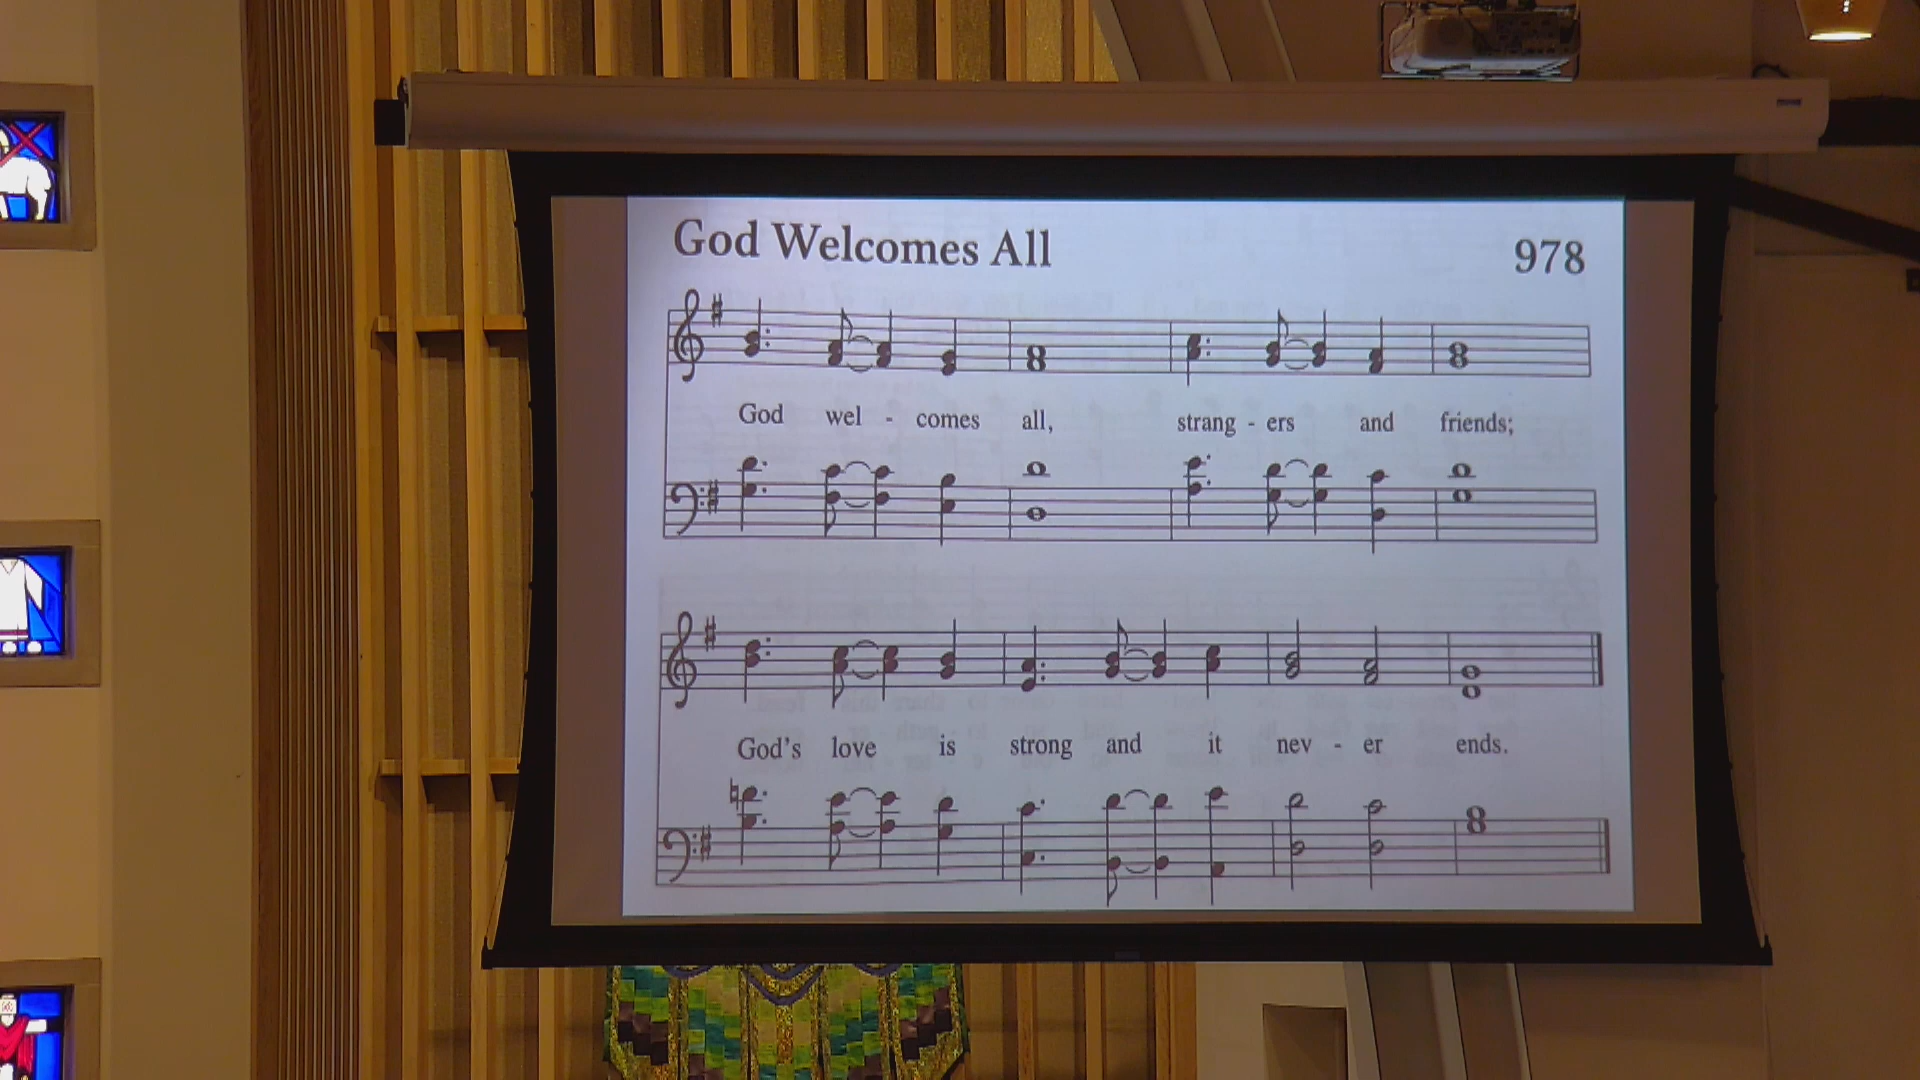 God Welcomes All 978
God wel - comes all, strang - ers and friends;
God's love is strong and it nev - er ends.